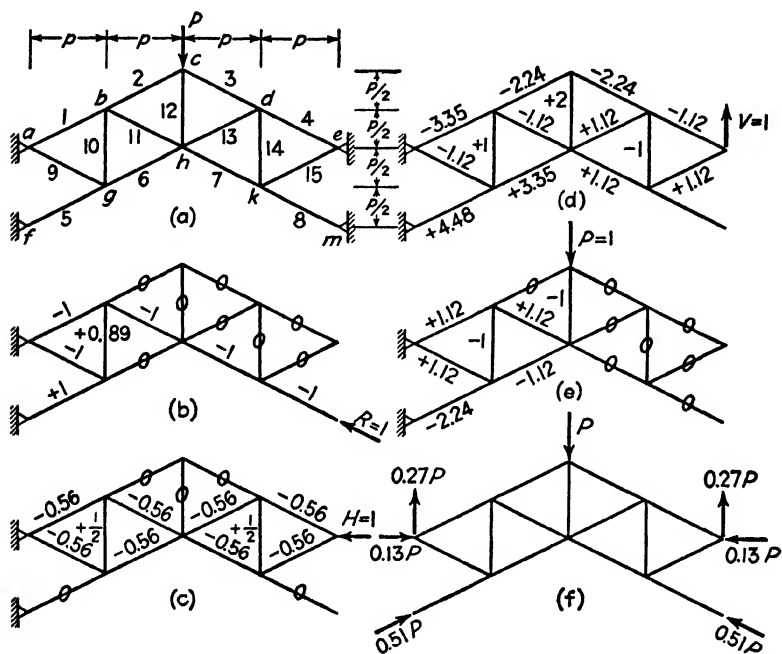 P
p p p p
c
2 3
b 12 d
1 4
a 10 11 13 14 e
9 h 15
g 6 7 k
5 8
f m
(a)
P/2
P/2
P/2
P/2
-2.24 -2.24
-3.35 +2 -1.12
-1.12 +1 -1.12 +1.12 -1 V=1
+3.35 +1.12 +1.12
+4.48
(d)
0 0
-1 -1 0 0 0
+0.89 0
-1 0 -1 0
+1 -1
(b)
R=1
P=1
0 0
+1.12 +1.12 -1 0 0
+1.12 -1 -1.12 0 0 0
-2.24 0
(e)
0 0
-0.56 -0.56 0 -0.56 -0.56
+1/2 +1/2 H=1
-0.56 -0.56 -0.56 -0.56
0 0
(c)
P
0.27P 0.27P
0.13P 0.13P
0.51P 0.51P
(f)